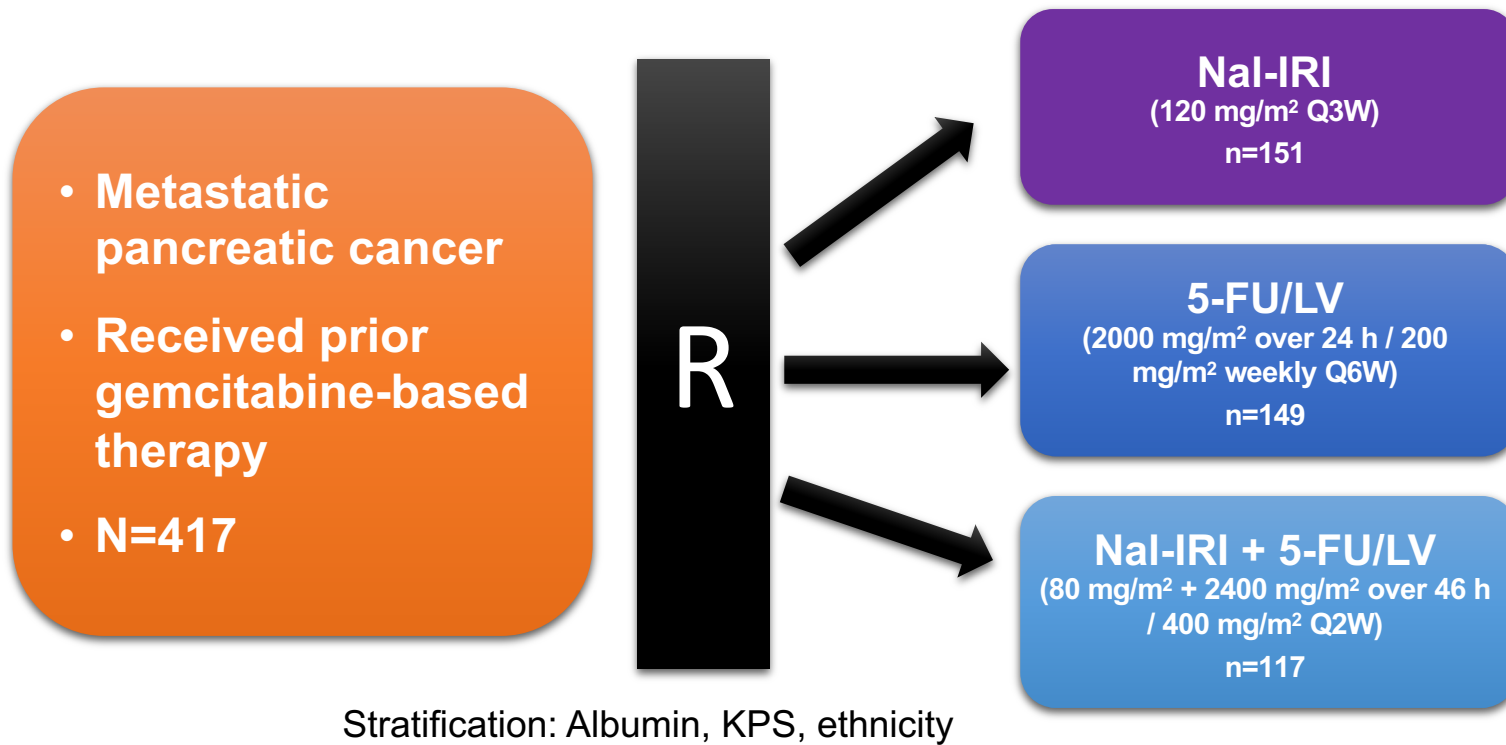 • Metastatic
pancreatic cancer
• Received prior
gemcitabine-based
therapy
• N=417
R
Nal-IRI
(120 mg/m² Q3W)
n=151
5-FU/LV
(2000 mg/m² over 24 h / 200
mg/m² weekly Q6W)
n=149
Nal-IRI + 5-FU/LV
(80 mg/m² + 2400 mg/m² over 46 h
/ 400 mg/m² Q2W)
n=117
Stratification: Albumin, KPS, ethnicity